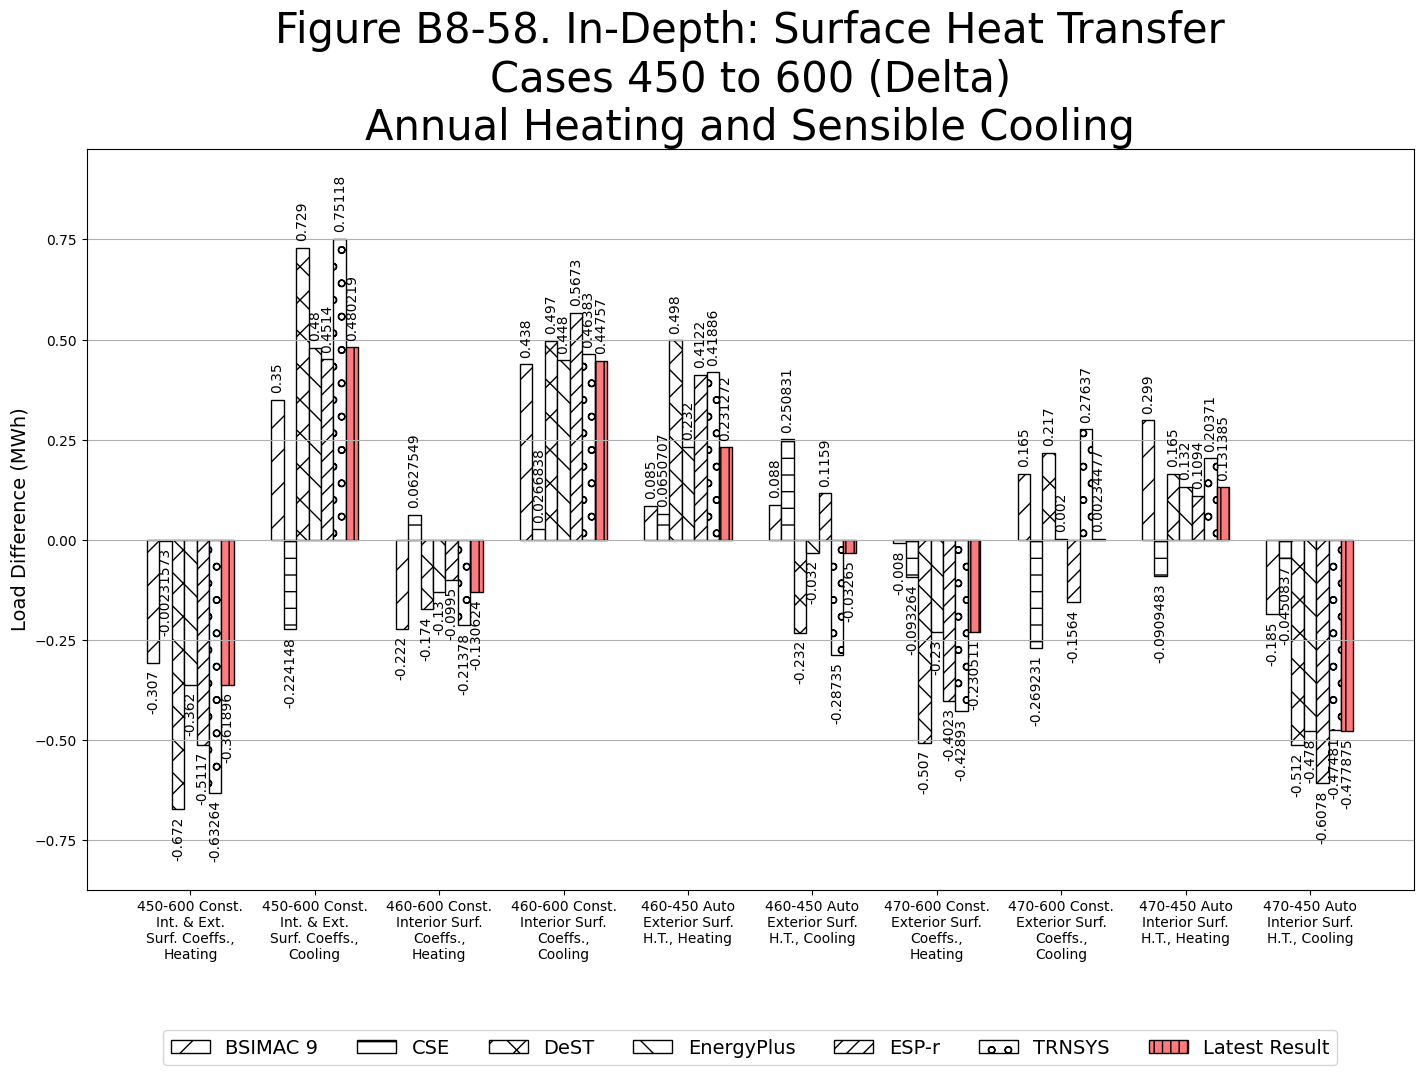 Figure B8-58. In-Depth: Surface Heat Transfer
Cases 450 to 600 (Delta)
Annual Heating and Sensible Cooling
Load Difference (MWh)
0.75
0.50
0.25
0.00
−0.25
−0.50
−0.75
-0.307
-0.00231573
-0.672
-0.362
-0.5117
-0.63264
-0.361896
0.35
-0.224148
0.729
0.48
0.4514
0.75118
0.480219
-0.222
0.0627549
-0.174
-0.13
-0.0995
-0.21378
-0.130624
0.438
0.0266838
0.497
0.448
0.5673
0.46383
0.44757
0.085
0.0650707
0.498
0.232
0.4122
0.41886
0.231272
0.088
0.250831
-0.232
-0.032
0.1159
-0.28735
-0.03265
-0.008
-0.093264
-0.507
-0.23
-0.4023
-0.42893
-0.230511
0.165
-0.269231
0.217
0.002
-0.1564
0.27637
0.00234477
0.299
-0.0909483
0.165
0.132
0.1094
0.20371
0.131385
-0.185
-0.0450837
-0.512
-0.478
-0.6078
-0.47481
-0.477875
450-600 Const.
Int. & Ext.
Surf. Coeffs.,
Heating
450-600 Const.
Int. & Ext.
Surf. Coeffs.,
Cooling
460-600 Const.
Interior Surf.
Coeffs.,
Heating
460-600 Const.
Interior Surf.
Coeffs.,
Cooling
460-450 Auto
Exterior Surf.
H.T., Heating
460-450 Auto
Exterior Surf.
H.T., Cooling
470-600 Const.
Exterior Surf.
Coeffs.,
Heating
470-600 Const.
Exterior Surf.
Coeffs.,
Cooling
470-450 Auto
Interior Surf.
H.T., Heating
470-450 Auto
Interior Surf.
H.T., Cooling
BSIMAC 9
CSE
DeST
EnergyPlus
ESP-r
TRNSYS
Latest Result